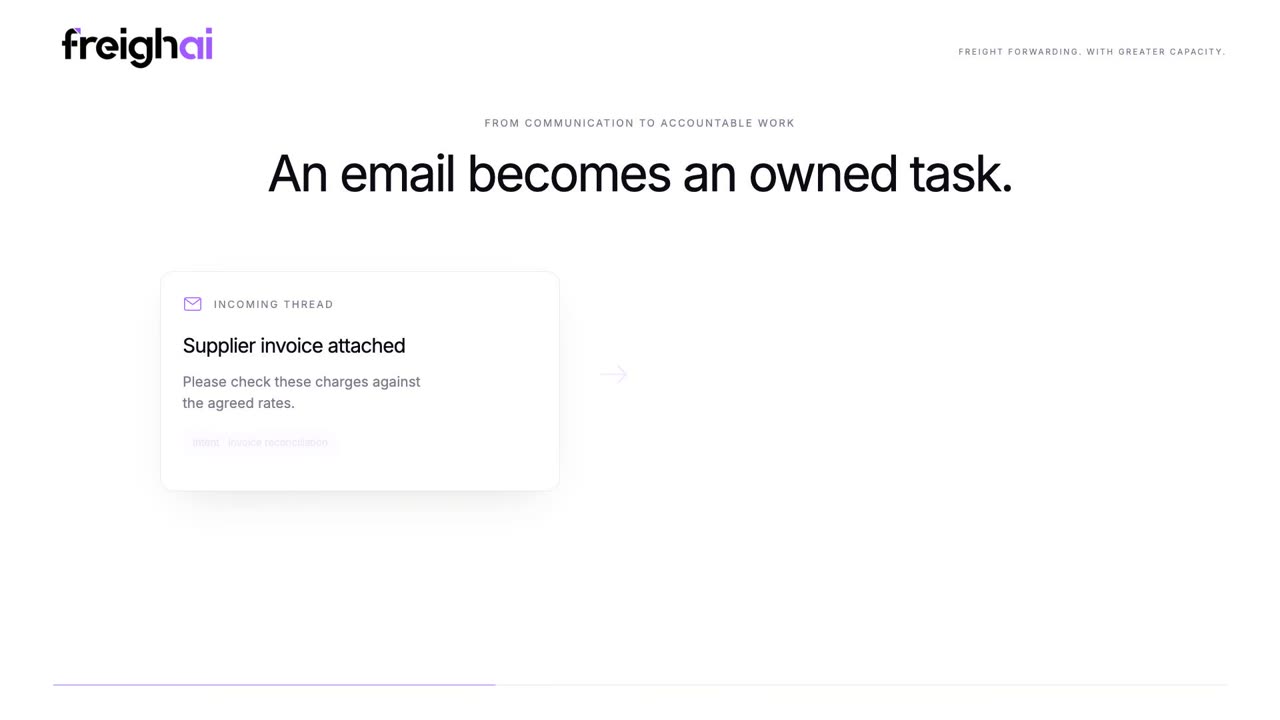 freighai
FREIGHT FORWARDING. WITH GREATER CAPACITY.
FROM COMMUNICATION TO ACCOUNTABLE WORK
An email becomes an owned task.
INCOMING THREAD
Supplier invoice attached
Please check these charges against
the agreed rates.
Intent invoice reconciliation